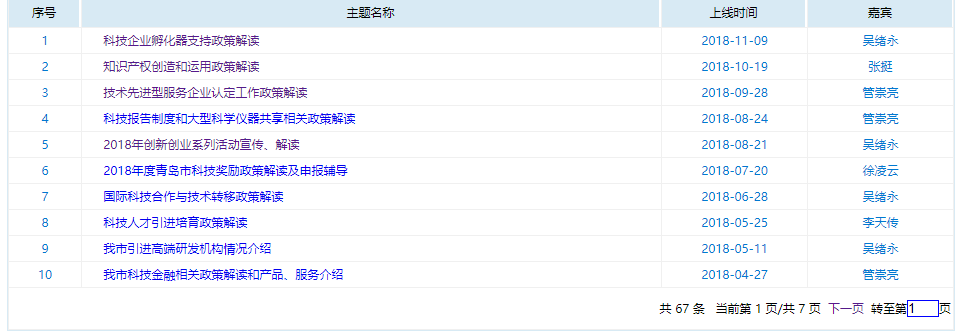 序号 主题名称 上线时间 嘉宾
1 科技企业孵化器支持政策解读 2018-11-09 吴绪永
2 知识产权创造和运用政策解读 2018-10-19 张挺
3 技术先进型服务企业认定工作政策解读 2018-09-28 管崇亮
4 科技报告制度和大型科学仪器共享相关政策解读 2018-08-24 管崇亮
5 2018年创新创业系列活动宣传、解读 2018-08-21 吴绪永
6 2018年度青岛市科技奖励政策解读及申报辅导 2018-07-20 徐凌云
7 国际科技合作与技术转移政策解读 2018-06-28 吴绪永
8 科技人才引进培育政策解读 2018-05-25 李天传
9 我市引进高端研发机构情况介绍 2018-05-11 吴绪永
10 我市科技金融相关政策解读和产品、服务介绍 2018-04-27 管崇亮
共 67 条 当前第 1 页/共 7 页 下一页 转至第1页